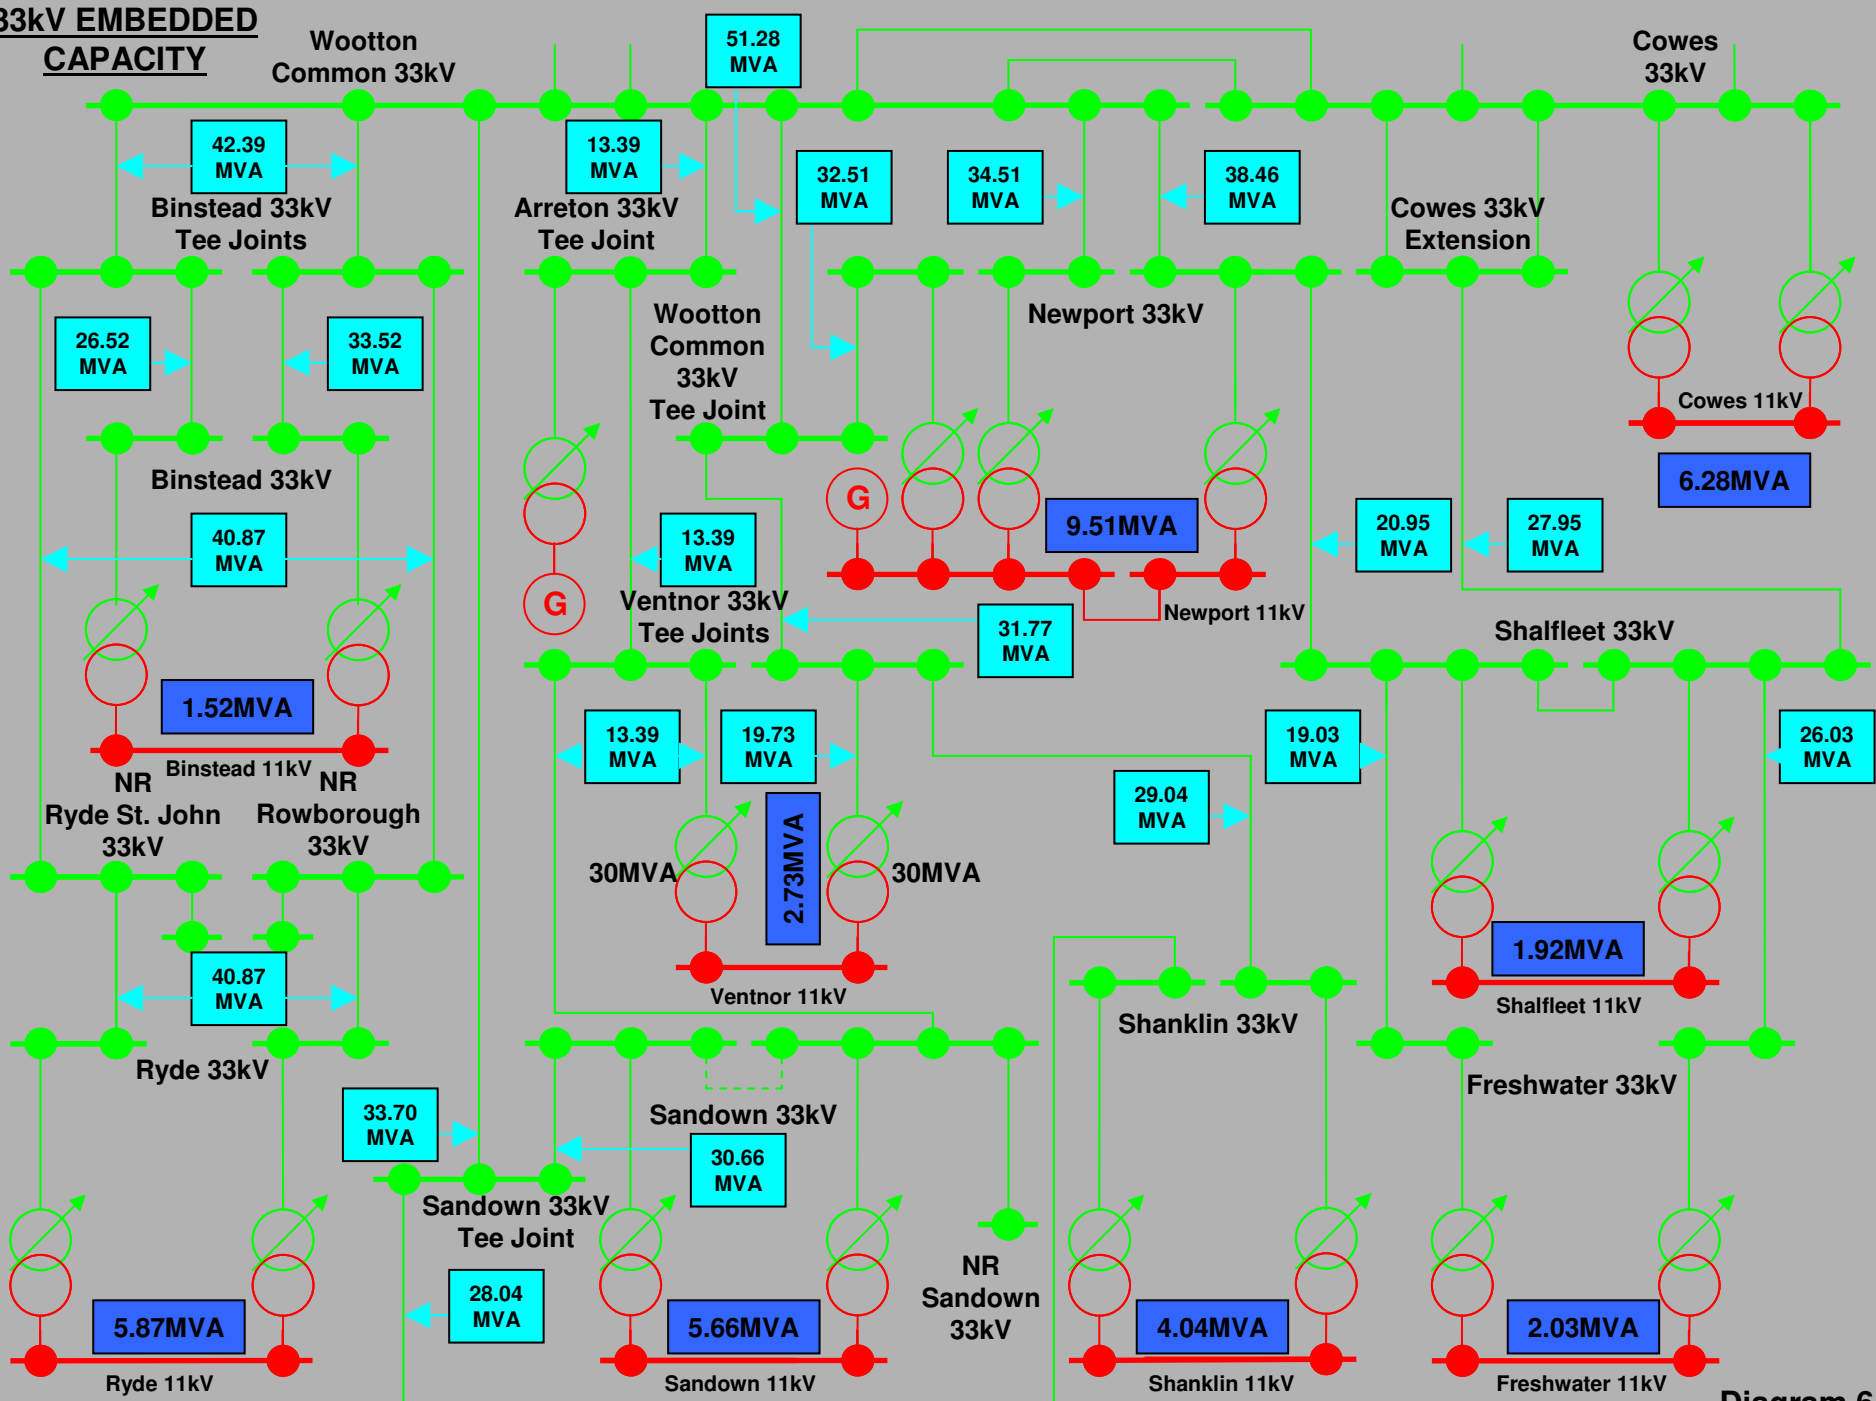 33kV EMBEDDED
CAPACITY
Wootton
Common 33kV
51.28
MVA
Cowes
33kV
42.39
MVA
13.39
MVA
32.51
MVA
34.51
MVA
38.46
MVA
Binstead 33kV
Tee Joints
Arreton 33kV
Tee Joint
Cowes 33kV
Extension
26.52
MVA
33.52
MVA
Wootton
Common
33kV
Tee Joint
Newport 33kV
Cowes 11kV
6.28MVA
Binstead 33kV
40.87
MVA
13.39
MVA
G
9.51MVA
20.95
MVA
27.95
MVA
G
Ventnor 33kV
Tee Joints
Newport 11kV
31.77
MVA
Shalfleet 33kV
1.52MVA
Binstead 11kV
13.39
MVA
19.73
MVA
19.03
MVA
26.03
MVA
NR
Ryde St. John
33kV
NR
Rowborough
33kV
29.04
MVA
30MVA
2.73MVA
30MVA
40.87
MVA
Ventnor 11kV
1.92MVA
Shalfleet 11kV
Shanklin 33kV
Ryde 33kV
Freshwater 33kV
33.70
MVA
Sandown 33kV
30.66
MVA
Sandown 33kV
Tee Joint
NR
Sandown
33kV
28.04
MVA
5.87MVA
5.66MVA
4.04MVA
2.03MVA
Ryde 11kV
Sandown 11kV
Shanklin 11kV
Freshwater 11kV
Diagram 6